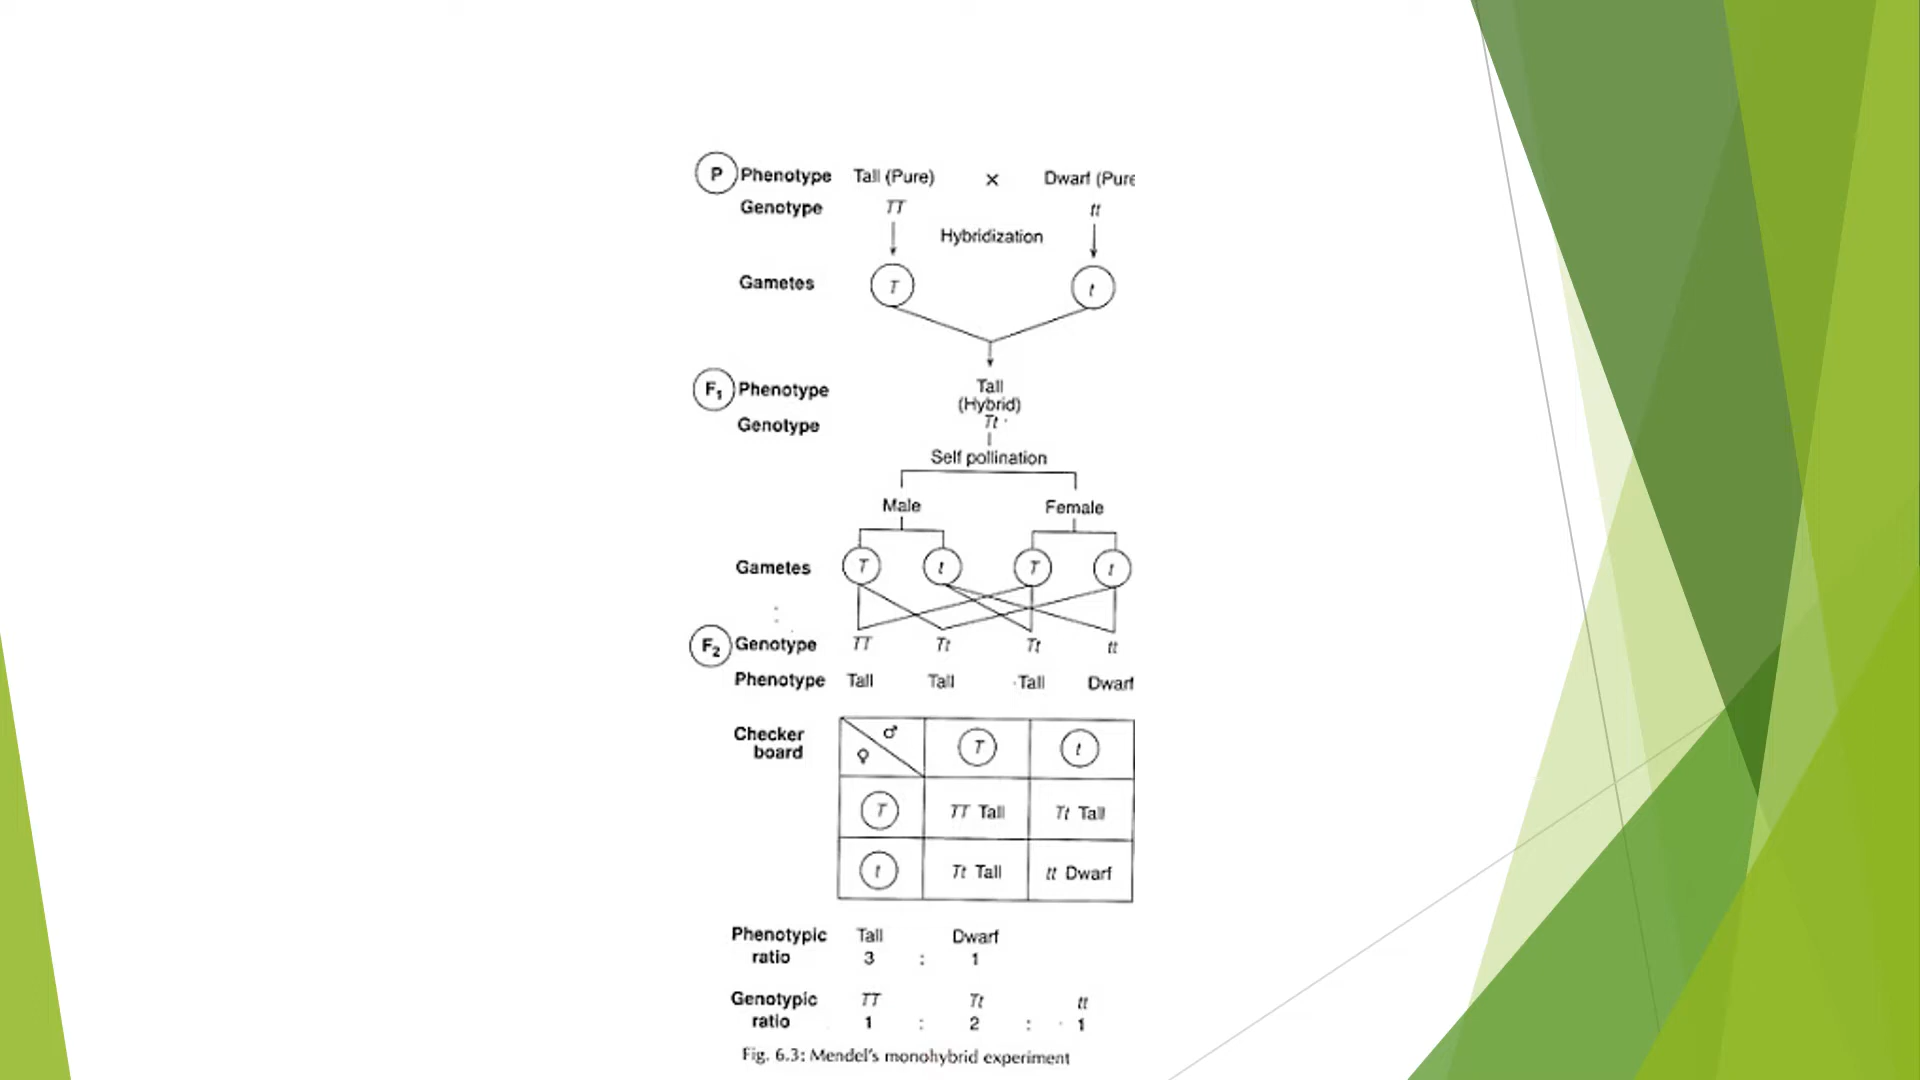 P Phenotype Tall (Pure) × Dwarf (Pure
Genotype TT tt
Hybridization
Gametes T t
F1 Phenotype Tall
(Hybrid)
Genotype Tt
Self pollination
Male Female
Gametes T t T t
F2 Genotype TT Tt Tt tt
Phenotype Tall Tall Tall Dwarf
Checker board ♂ ♀ T t
T TT Tall Tt Tall
t Tt Tall tt Dwarf
Phenotypic Tall Dwarf
ratio 3 : 1
Genotypic TT Tt tt
ratio 1 : 2 : 1
Fig. 6.3: Mendel's monohybrid experiment